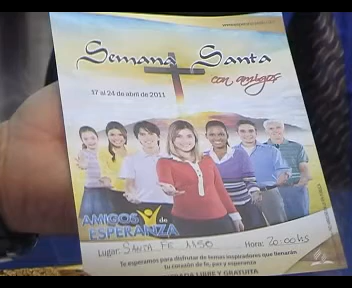 Semana Santa
con amigos
17 al 24 de abril de 2011
AMIGOS de
ESPERANZA
Lugar: SANTA FE 1150 Hora: 20:00 hs
Te esperamos para disfrutar de temas inspiradores que llenarán
tu corazón de fe, paz y esperanza
ENTRADA LIBRE Y GRATUITA